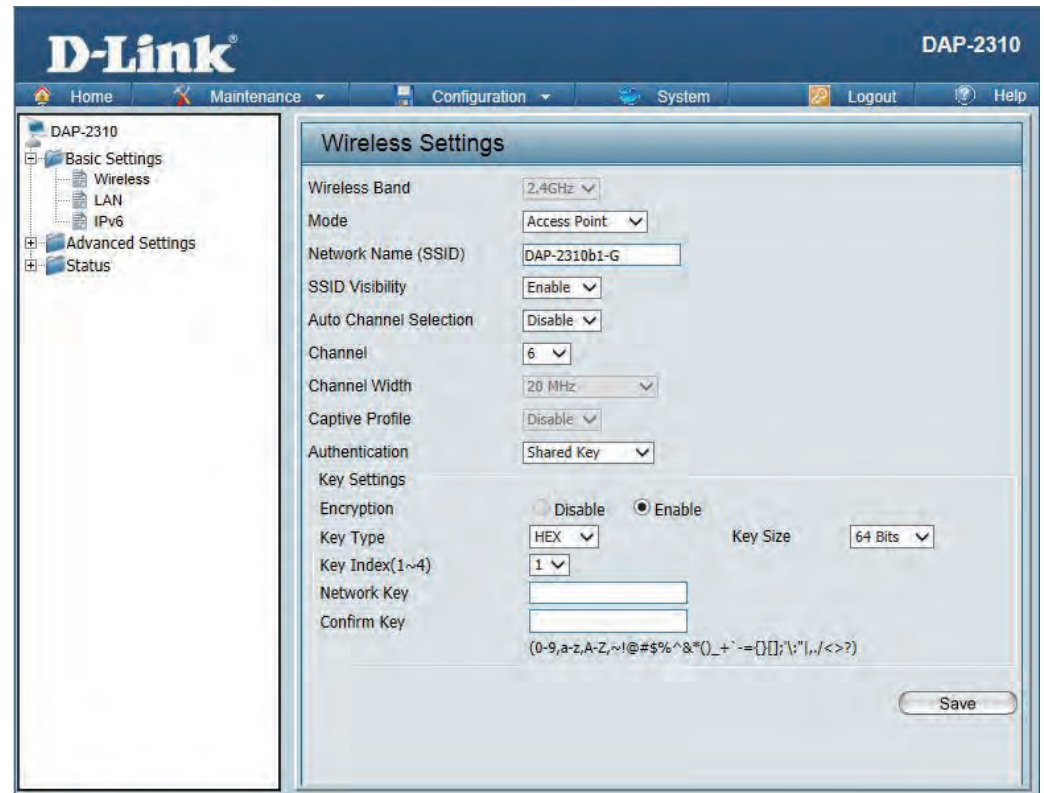 D-Link®
DAP-2310
Home Maintenance Configuration System Logout Help
DAP-2310
Basic Settings
Wireless
LAN
IPv6
Advanced Settings
Status
Wireless Settings
Wireless Band 2.4GHz
Mode Access Point
Network Name (SSID) DAP-2310b1-G
SSID Visibility Enable
Auto Channel Selection Disable
Channel 6
Channel Width 20 MHz
Captive Profile Disable
Authentication Shared Key
Key Settings
Encryption Disable Enable
Key Type HEX Key Size 64 Bits
Key Index(1~4) 1
Network Key
Confirm Key
(0-9,a-z,A-Z,~!@#$%^&*()_+`-={}[];'\:"|,./<>?)
Save